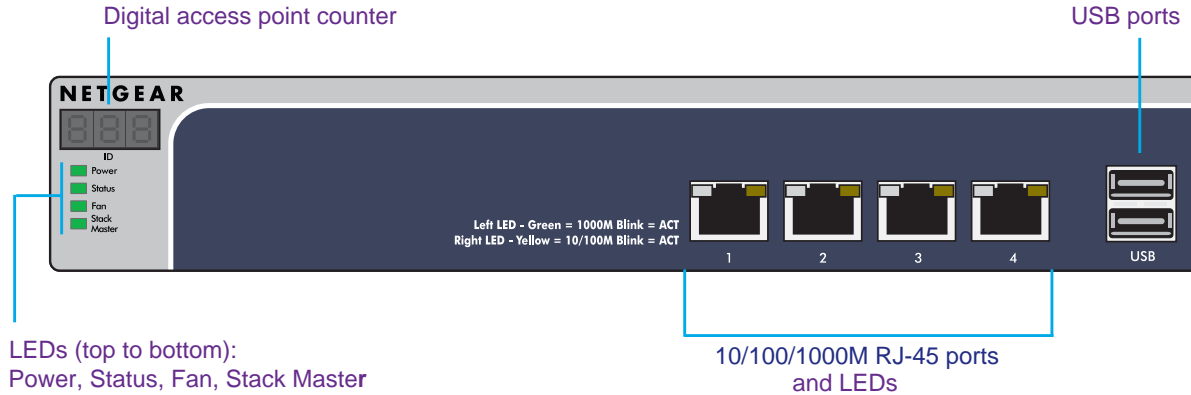 Digital access point counter
USB ports
NETGEAR
ID
Power
Status
Fan
Stack
Master
Left LED - Green = 1000M Blink = ACT
Right LED - Yellow = 10/100M Blink = ACT
1
2
3
4
USB
LEDs (top to bottom):
Power, Status, Fan, Stack Master
10/100/1000M RJ-45 ports
and LEDs